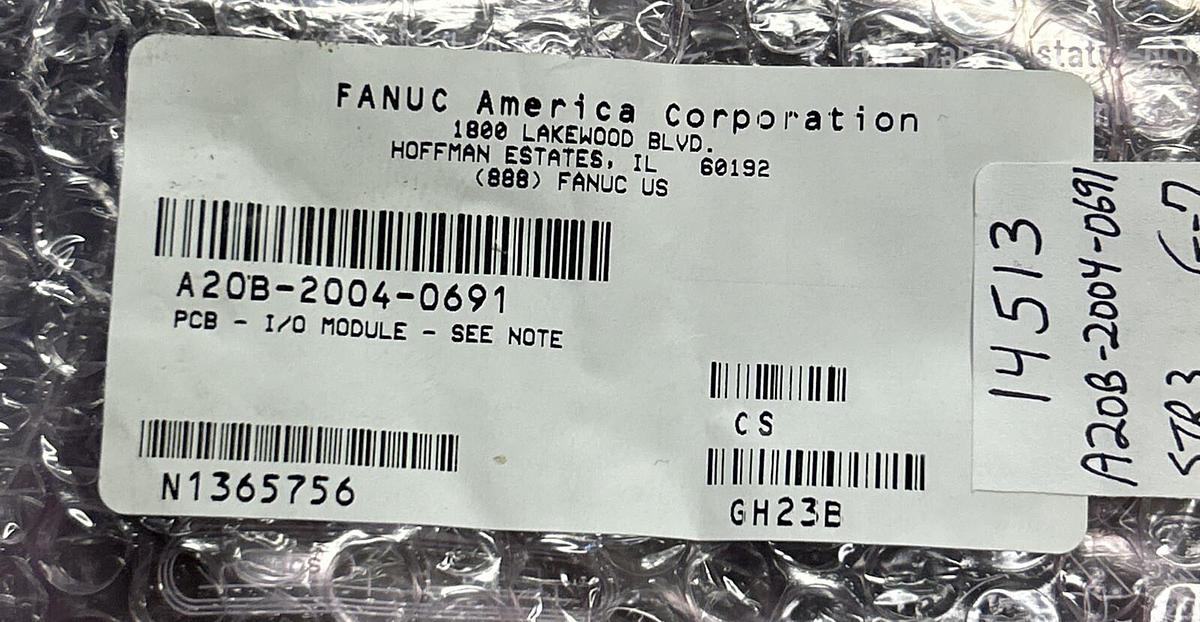 FANUC America Corporation
1800 LAKEWOOD BLVD.
HOFFMAN ESTATES, IL 60192
(888) FANUC US
A20B-2004-0691
PCB - I/O MODULE - SEE NOTE
CS
N1365756
GH23B
14513
A20B-2004-0691
STR3